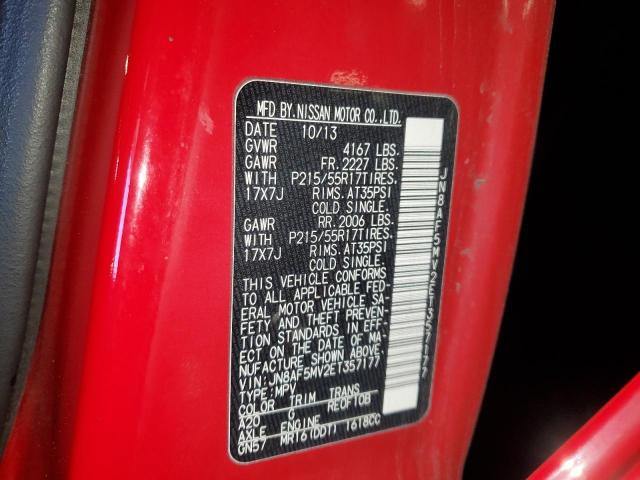 MFD BY NISSAN MOTOR CO.,LTD.
DATE 10/13
GVWR 4167 LBS.
GAWR FR. 2227 LBS.
WITH P215/55R17TIRES.
17X7J RIMS. AT35PSI
COLD SINGLE.
GAWR RR. 2006 LBS.
WITH P215/55R17TIRES.
17X7J RIMS. AT35PSI
COLD SINGLE.
THIS VEHICLE CONFORMS
TO ALL APPLICABLE FED-
ERAL MOTOR VEHICLE SA-
FETY AND THEFT PREVEN-
TION STANDARDS IN EFF-
ECT ON THE DATE OF MA-
NUFACTURE SHOWN ABOVE.
VIN: JN8AF5MV2ET357177
TYPE: MPV
COLOR TRIM TRANS
A20 G RE0F10B
AXLE ENGINE
GN57 MR16(DDT) 1618CC
JN8AF5MV2ET357177